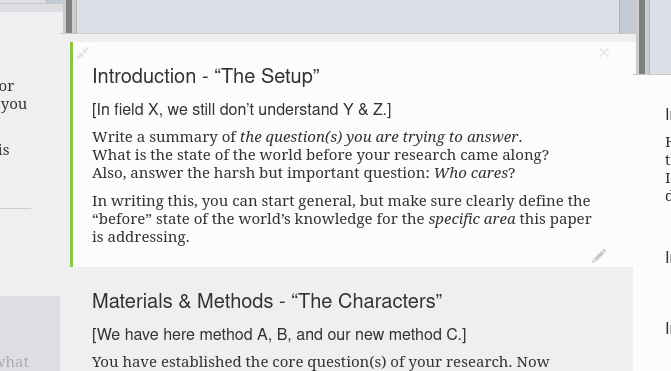 or
you
is
what
Introduction - “The Setup”
[In field X, we still don’t understand Y & Z.]
Write a summary of the question(s) you are trying to answer.
What is the state of the world before your research came along?
Also, answer the harsh but important question: Who cares?
In writing this, you can start general, but make sure clearly define the
“before” state of the world’s knowledge for the specific area this paper
is addressing.
Materials & Methods - “The Characters”
[We have here method A, B, and our new method C.]
You have established the core question(s) of your research. Now